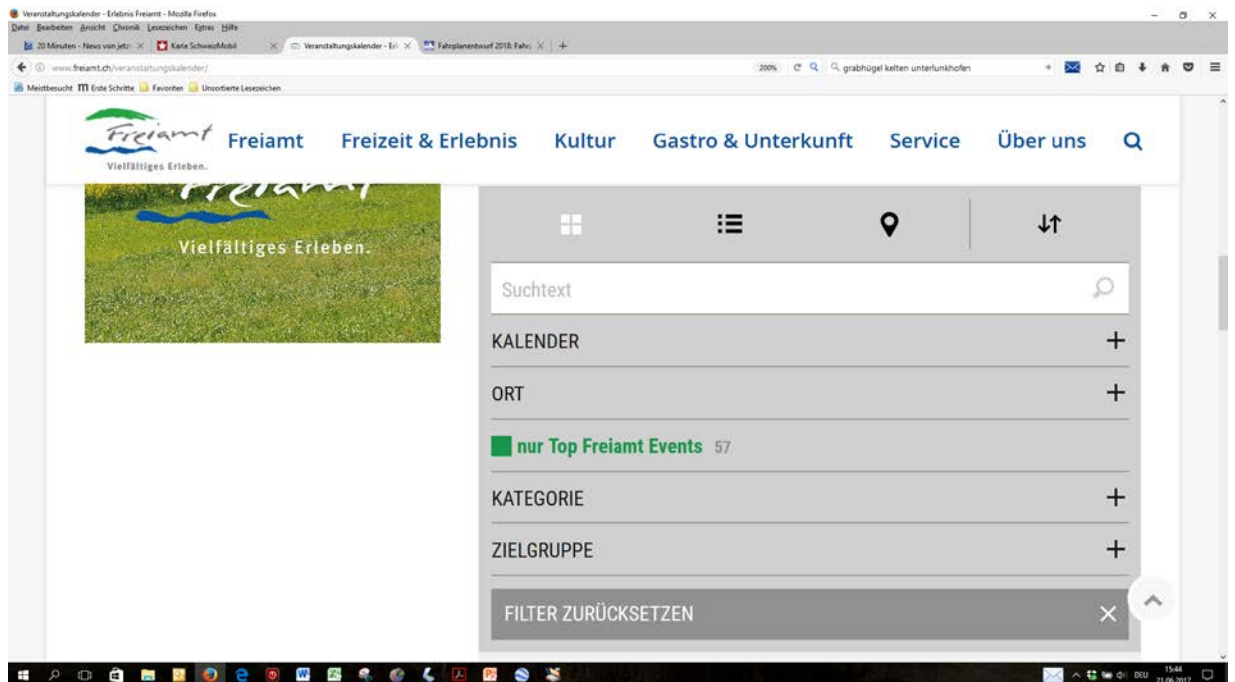 Veranstaltungskalender - Erlebnis Freiamt - Mozilla Firefox
Datei Bearbeiten Ansicht Chronik Lesezeichen Extras Hilfe
20 Minuten - News von jetzt Karte SchweizMobil Veranstaltungskalender - Erl Fahrplanentwurf 2018: Fahr
www.freiamt.ch/veranstaltungskalender/ 200% grabhügel kelten unterlunkhofen
Meistbesucht Erste Schritte Favoriten Unsortierte Lesezeichen
Freiamt
Vielfältiges Erleben.
Freiamt Freizeit & Erlebnis Kultur Gastro & Unterkunft Service Über uns
Freiamt
Vielfältiges Erleben.
Suchtext
KALENDER +
ORT +
nur Top Freiamt Events 57
KATEGORIE +
ZIELGRUPPE +
FILTER ZURÜCKSETZEN
DEU 15:44
21.06.2017